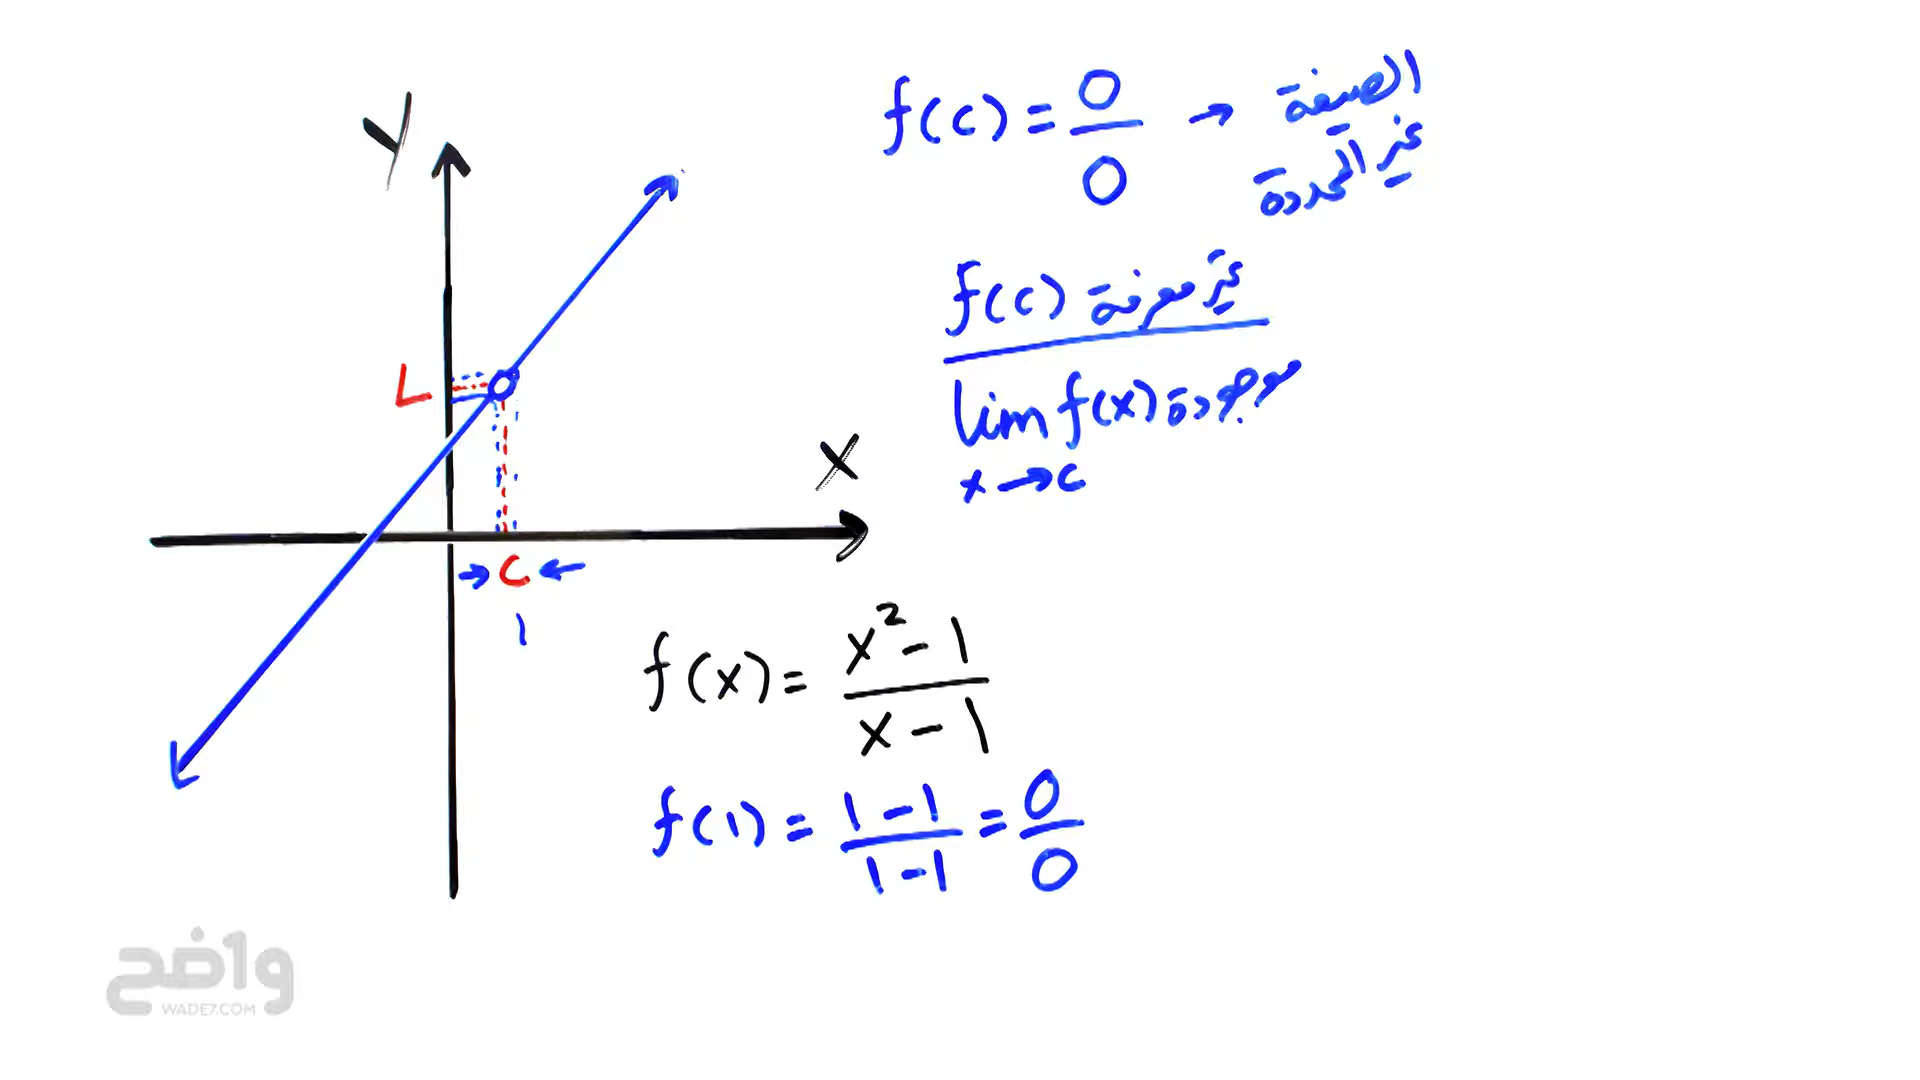 Y
f(c) = 0/0 → الصيغة
غير المحددة
f(c) غير معرفة
L
lim f(x) موجودة
x → c
X
→ c ←
1
f(x) = x² - 1 / x - 1
f(1) = 1 - 1 / 1 - 1 = 0/0
واضح
WADE7.COM